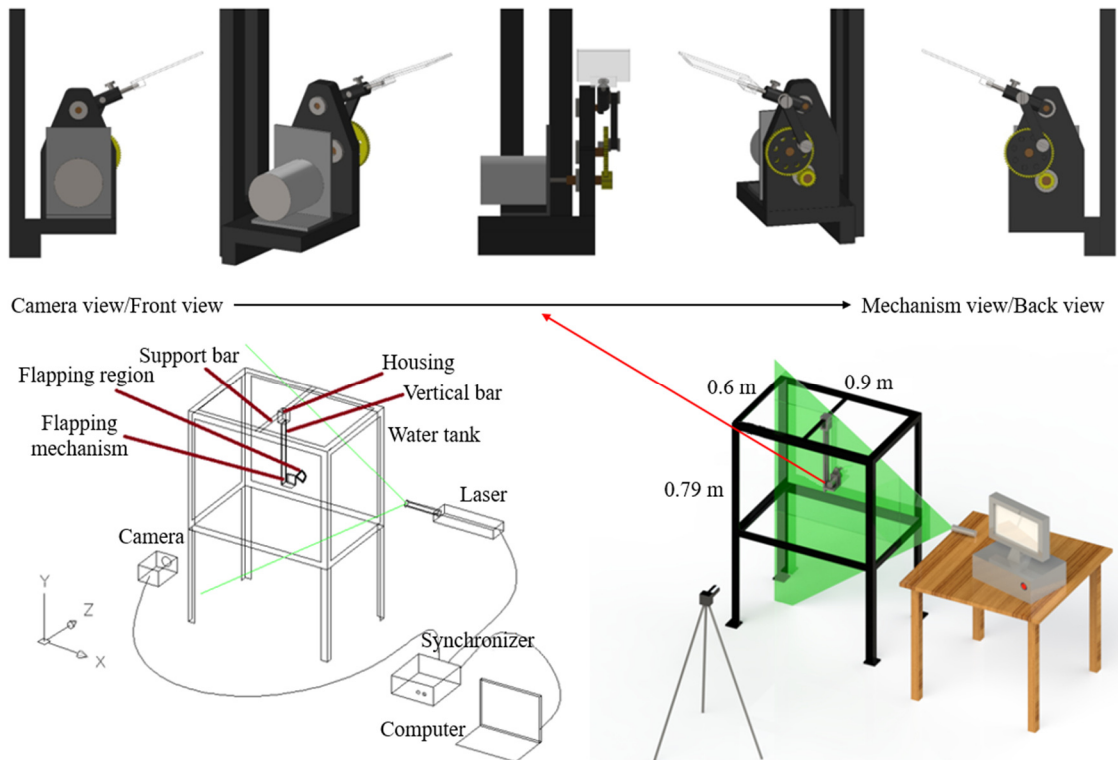 Camera view/Front view
Mechanism view/Back view
Support bar
Housing
Flapping region
Vertical bar
Flapping
mechanism
Water tank
Laser
Camera
Y
Z
X
Synchronizer
Computer
0.6 m
0.9 m
0.79 m